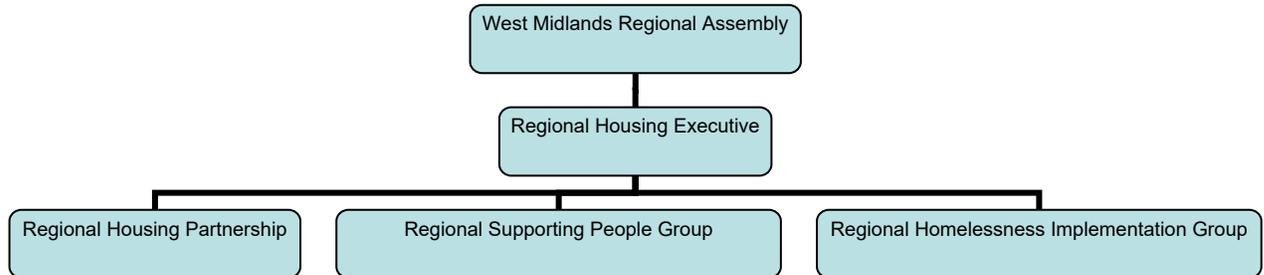 West Midlands Regional Assembly
Regional Housing Executive
Regional Housing Partnership
Regional Supporting People Group
Regional Homelessness Implementation Group